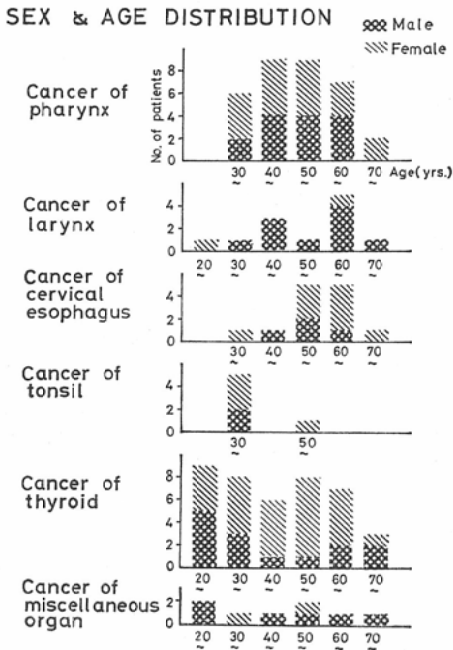 SEX & AGE DISTRIBUTION
Male
Female
Cancer of
pharynx
No. of patients
8
6
4
2
0
30 40 50 60 70 Age(yrs.)
~ ~ ~ ~ ~
Cancer of
larynx
4
2
0
20 30 40 50 60 70
~ ~ ~ ~ ~ ~
Cancer of
cervical
esophagus
4
2
0
30 40 50 60 70
~ ~ ~ ~ ~
Cancer of
tonsil
4
2
0
30 50
~ ~
Cancer of
thyroid
8
6
4
2
0
20 30 40 50 60 70
~ ~ ~ ~ ~ ~
Cancer of
miscellaneous
organ
2
0
20 30 40 50 60 70
~ ~ ~ ~ ~ ~